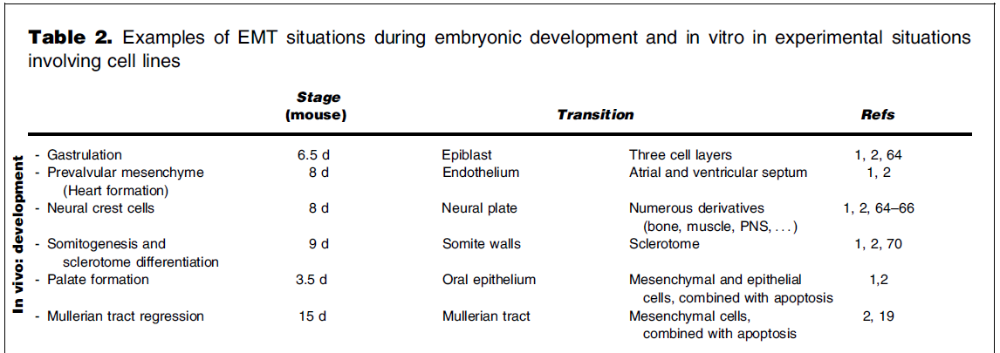 Table 2. Examples of EMT situations during embryonic development and in vitro in experimental situations
involving cell lines
Stage
(mouse) Transition Refs
In vivo: development
- Gastrulation 6.5 d Epiblast Three cell layers 1, 2, 64
- Prevalvular mesenchyme 8 d Endothelium Atrial and ventricular septum 1, 2
(Heart formation)
- Neural crest cells 8 d Neural plate Numerous derivatives 1, 2, 64–66
(bone, muscle, PNS, . . . )
- Somitogenesis and 9 d Somite walls Sclerotome 1, 2, 70
sclerotome differentiation
- Palate formation 3.5 d Oral epithelium Mesenchymal and epithelial 1,2
cells, combined with apoptosis
- Mullerian tract regression 15 d Mullerian tract Mesenchymal cells, 2, 19
combined with apoptosis